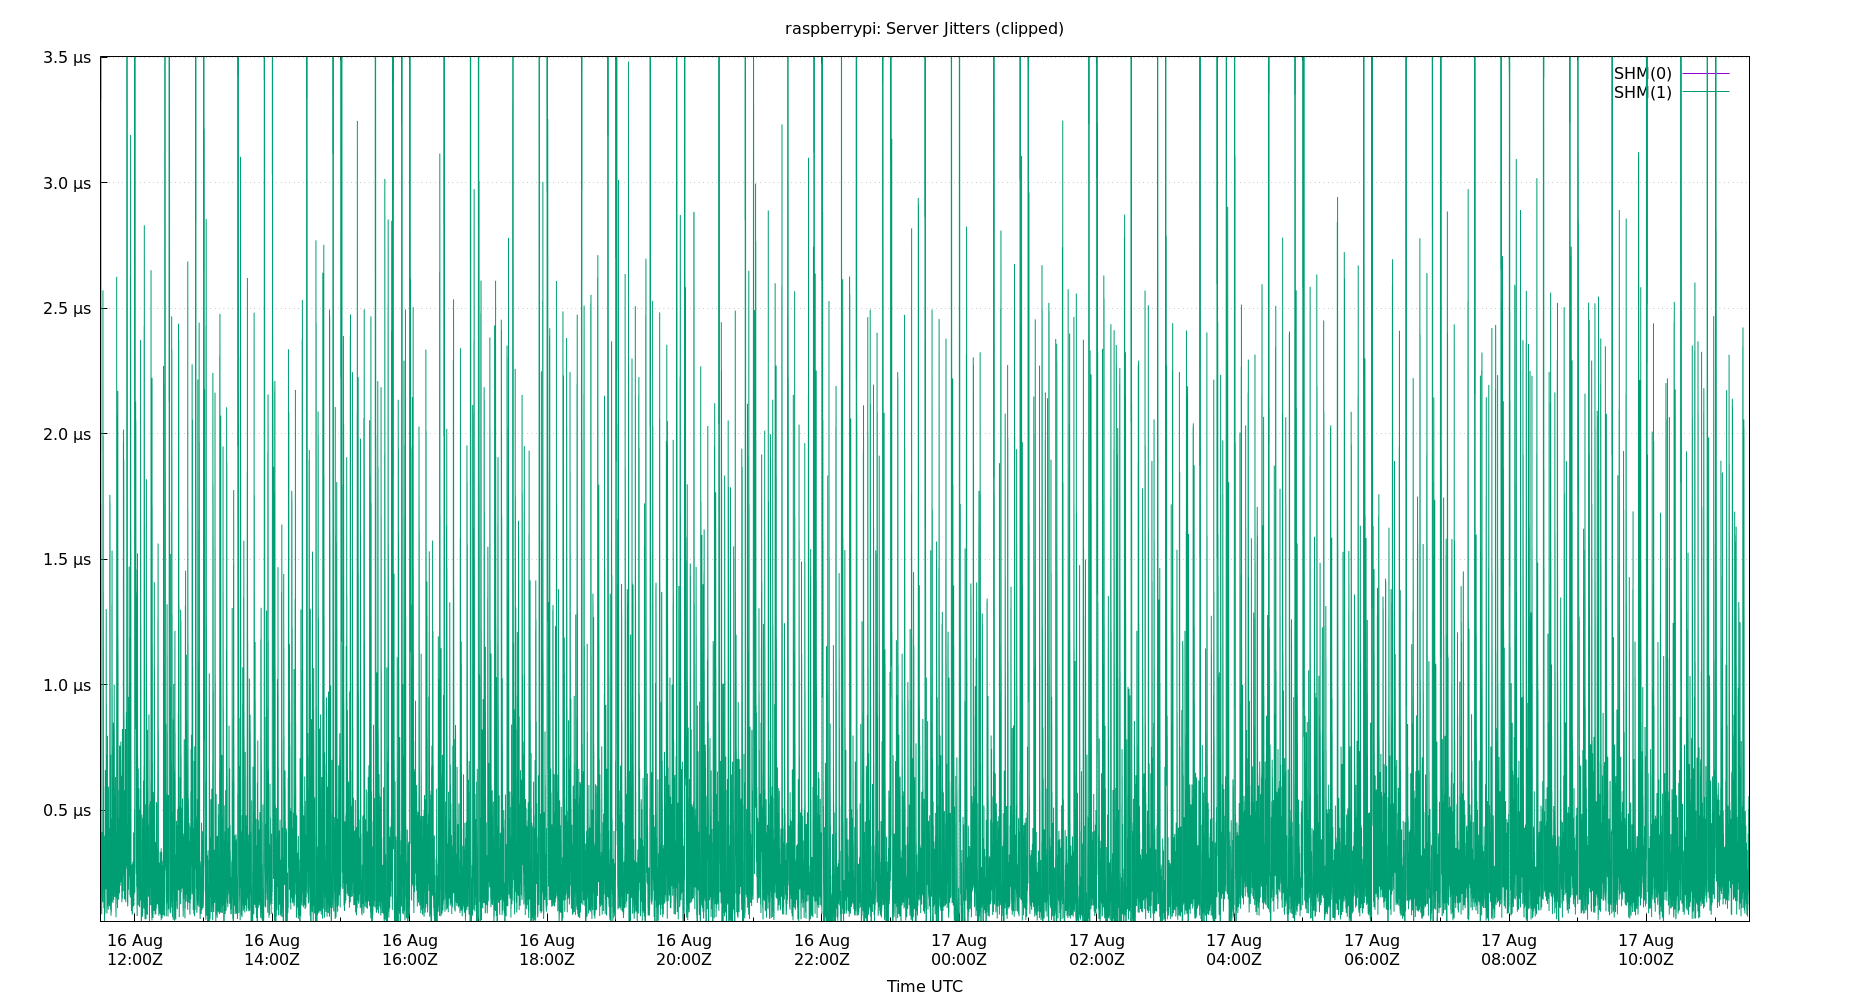 raspberrypi: Server Jitters (clipped)
3.5 µs
3.0 µs
2.5 µs
2.0 µs
1.5 µs
1.0 µs
0.5 µs
SHM(0)
SHM(1)
16 Aug 16 Aug 16 Aug 16 Aug 16 Aug 16 Aug 17 Aug 17 Aug 17 Aug 17 Aug 17 Aug 17 Aug
12:00Z 14:00Z 16:00Z 18:00Z 20:00Z 22:00Z 00:00Z 02:00Z 04:00Z 06:00Z 08:00Z 10:00Z
Time UTC